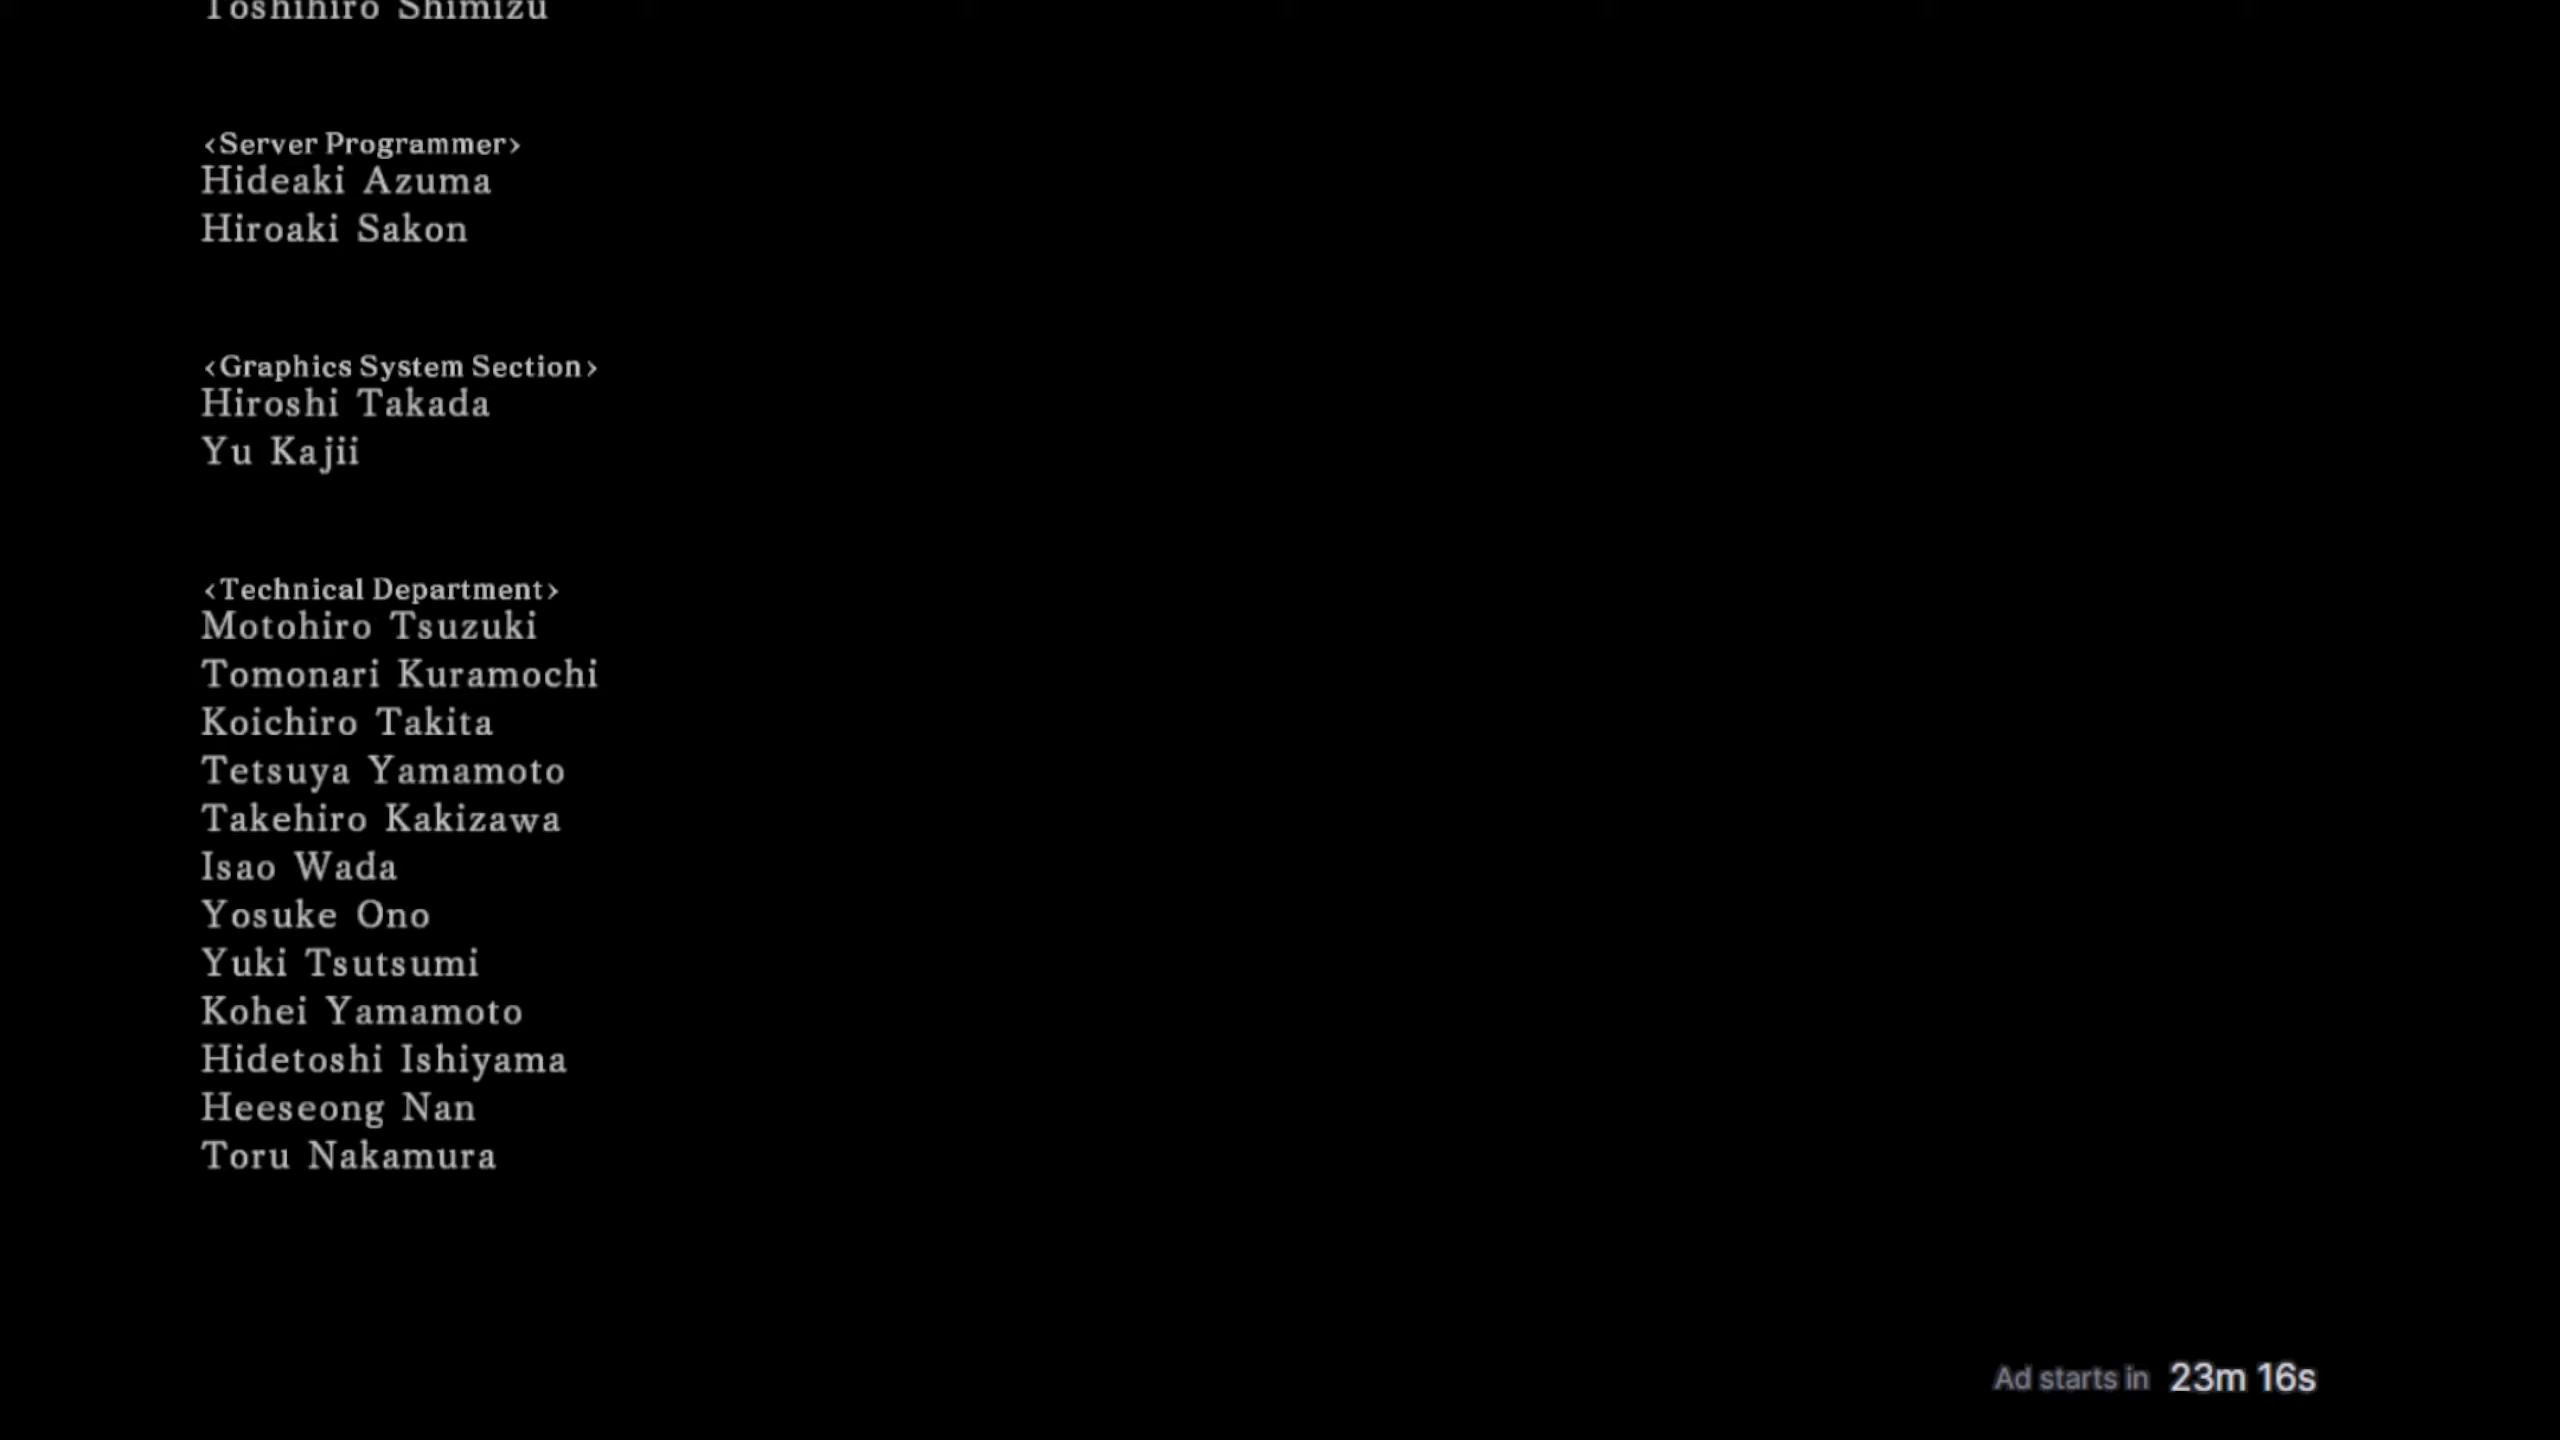 Toshihiro Shimizu
‹Server Programmer›
Hideaki Azuma
Hiroaki Sakon
‹Graphics System Section›
Hiroshi Takada
Yu Kajii
‹Technical Department›
Motohiro Tsuzuki
Tomonari Kuramochi
Koichiro Takita
Tetsuya Yamamoto
Takehiro Kakizawa
Isao Wada
Yosuke Ono
Yuki Tsutsumi
Kohei Yamamoto
Hidetoshi Ishiyama
Heeseong Nan
Toru Nakamura
Ad starts in 23m 16s